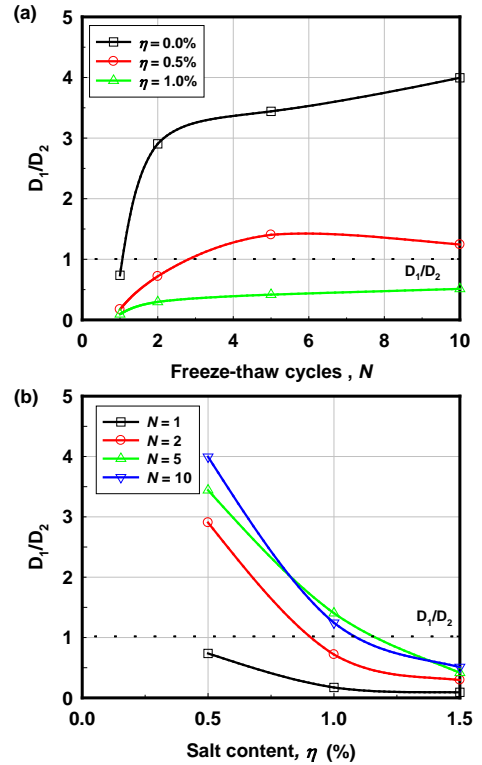 (a)
5
4
3
2
1
0
D₁/D₂
η = 0.0%
η = 0.5%
η = 1.0%
D₁/D₂
0 2 4 6 8 10
Freeze-thaw cycles , N
(b)
5
4
3
2
1
0
D₁/D₂
N = 1
N = 2
N = 5
N = 10
D₁/D₂
0.0 0.5 1.0 1.5
Salt content, η (%)